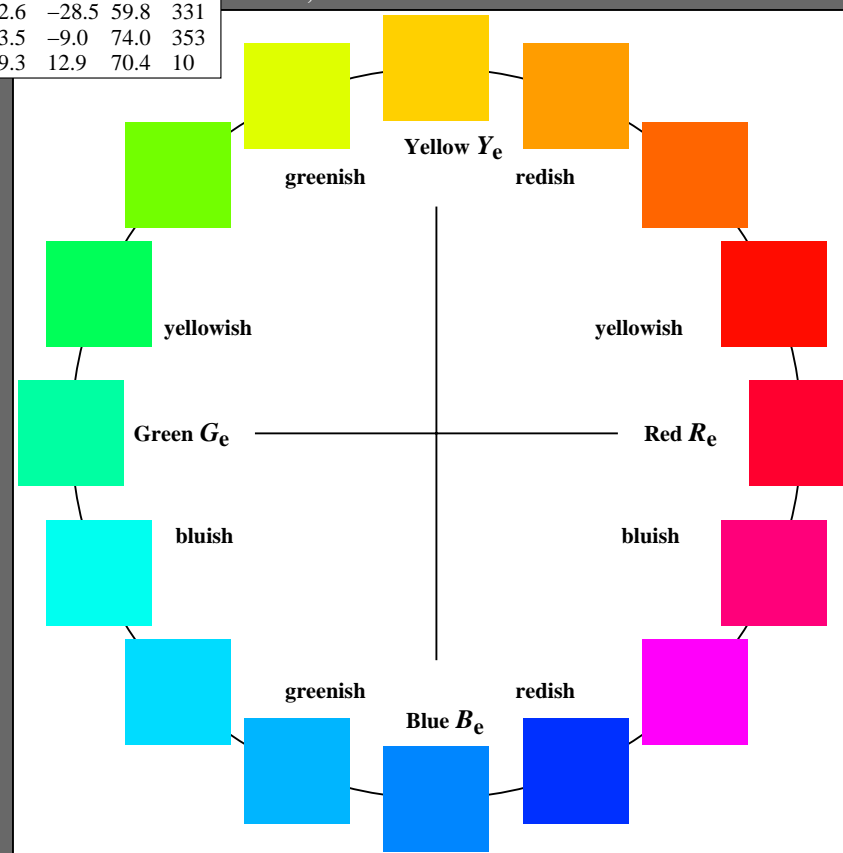 2.6 –28.5 59.8 331
3.5 –9.0 74.0 353
9.3 12.9 70.4 10
Yellow Ye
greenish redish
yellowish yellowish
Green Ge Red Re
bluish bluish
greenish redish
Blue Be